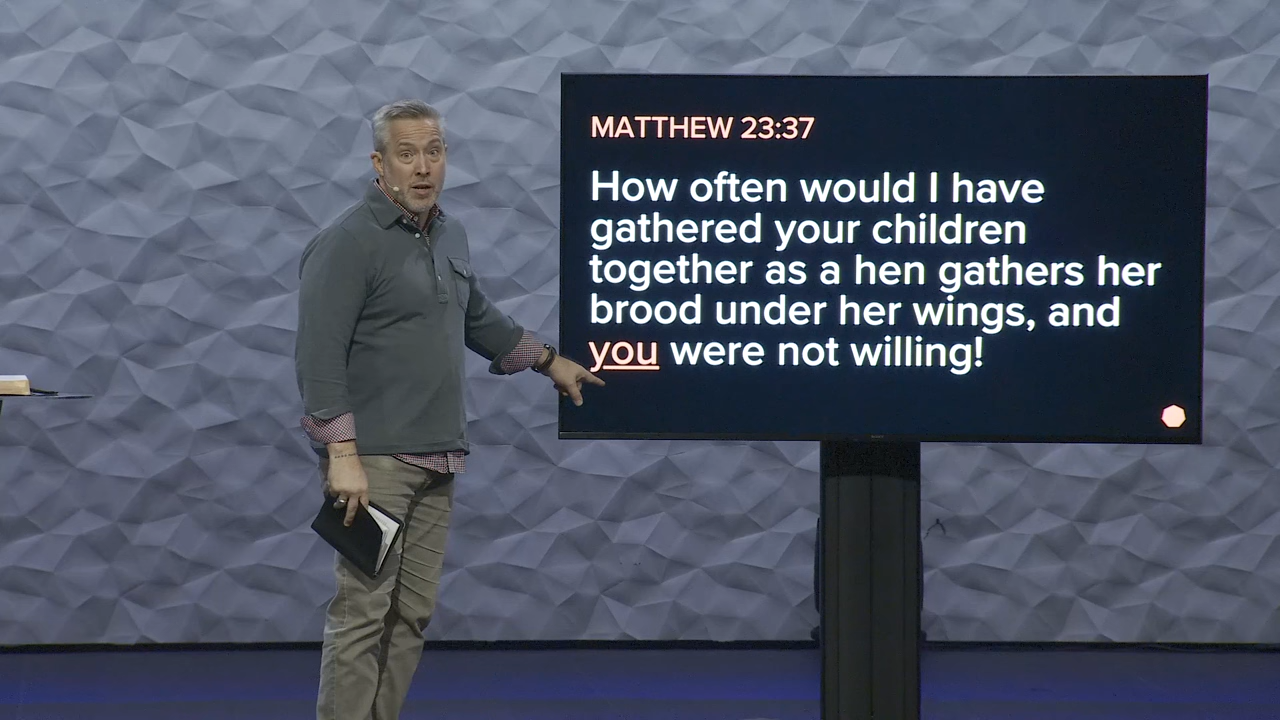 MATTHEW 23:37
How often would I have
gathered your children
together as a hen gathers her
brood under her wings, and
you were not willing!